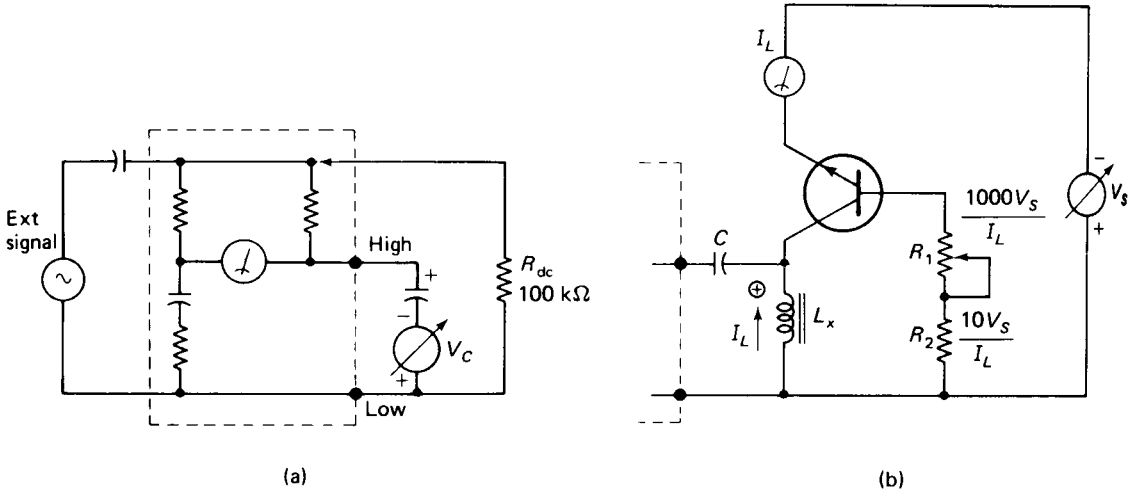 Ext
signal
High
Low
+
−
V_C
+
R_dc
100 kΩ
(a)
I_L
C
⊕
I_L
L_x
1000V_S
I_L
R_1
R_2
10V_S
I_L
−
V_S
+
(b)